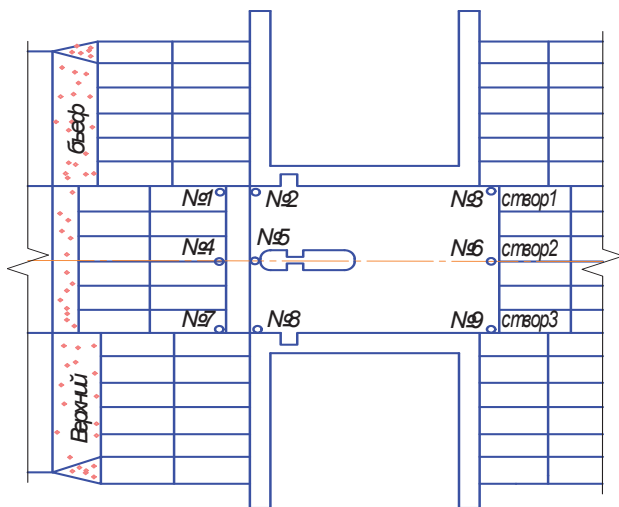 бьеф
№1 №2 №3 створ1
№4 №5 №6 створ2
№7 №8 №9 створ3
Верхний